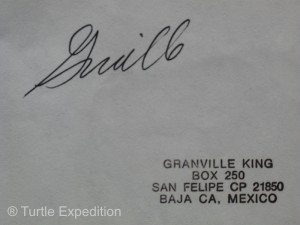 GRANVILLE KING
BOX 250
SAN FELIPE CP 21850
BAJA CA, MEXICO
® Turtle Expedition